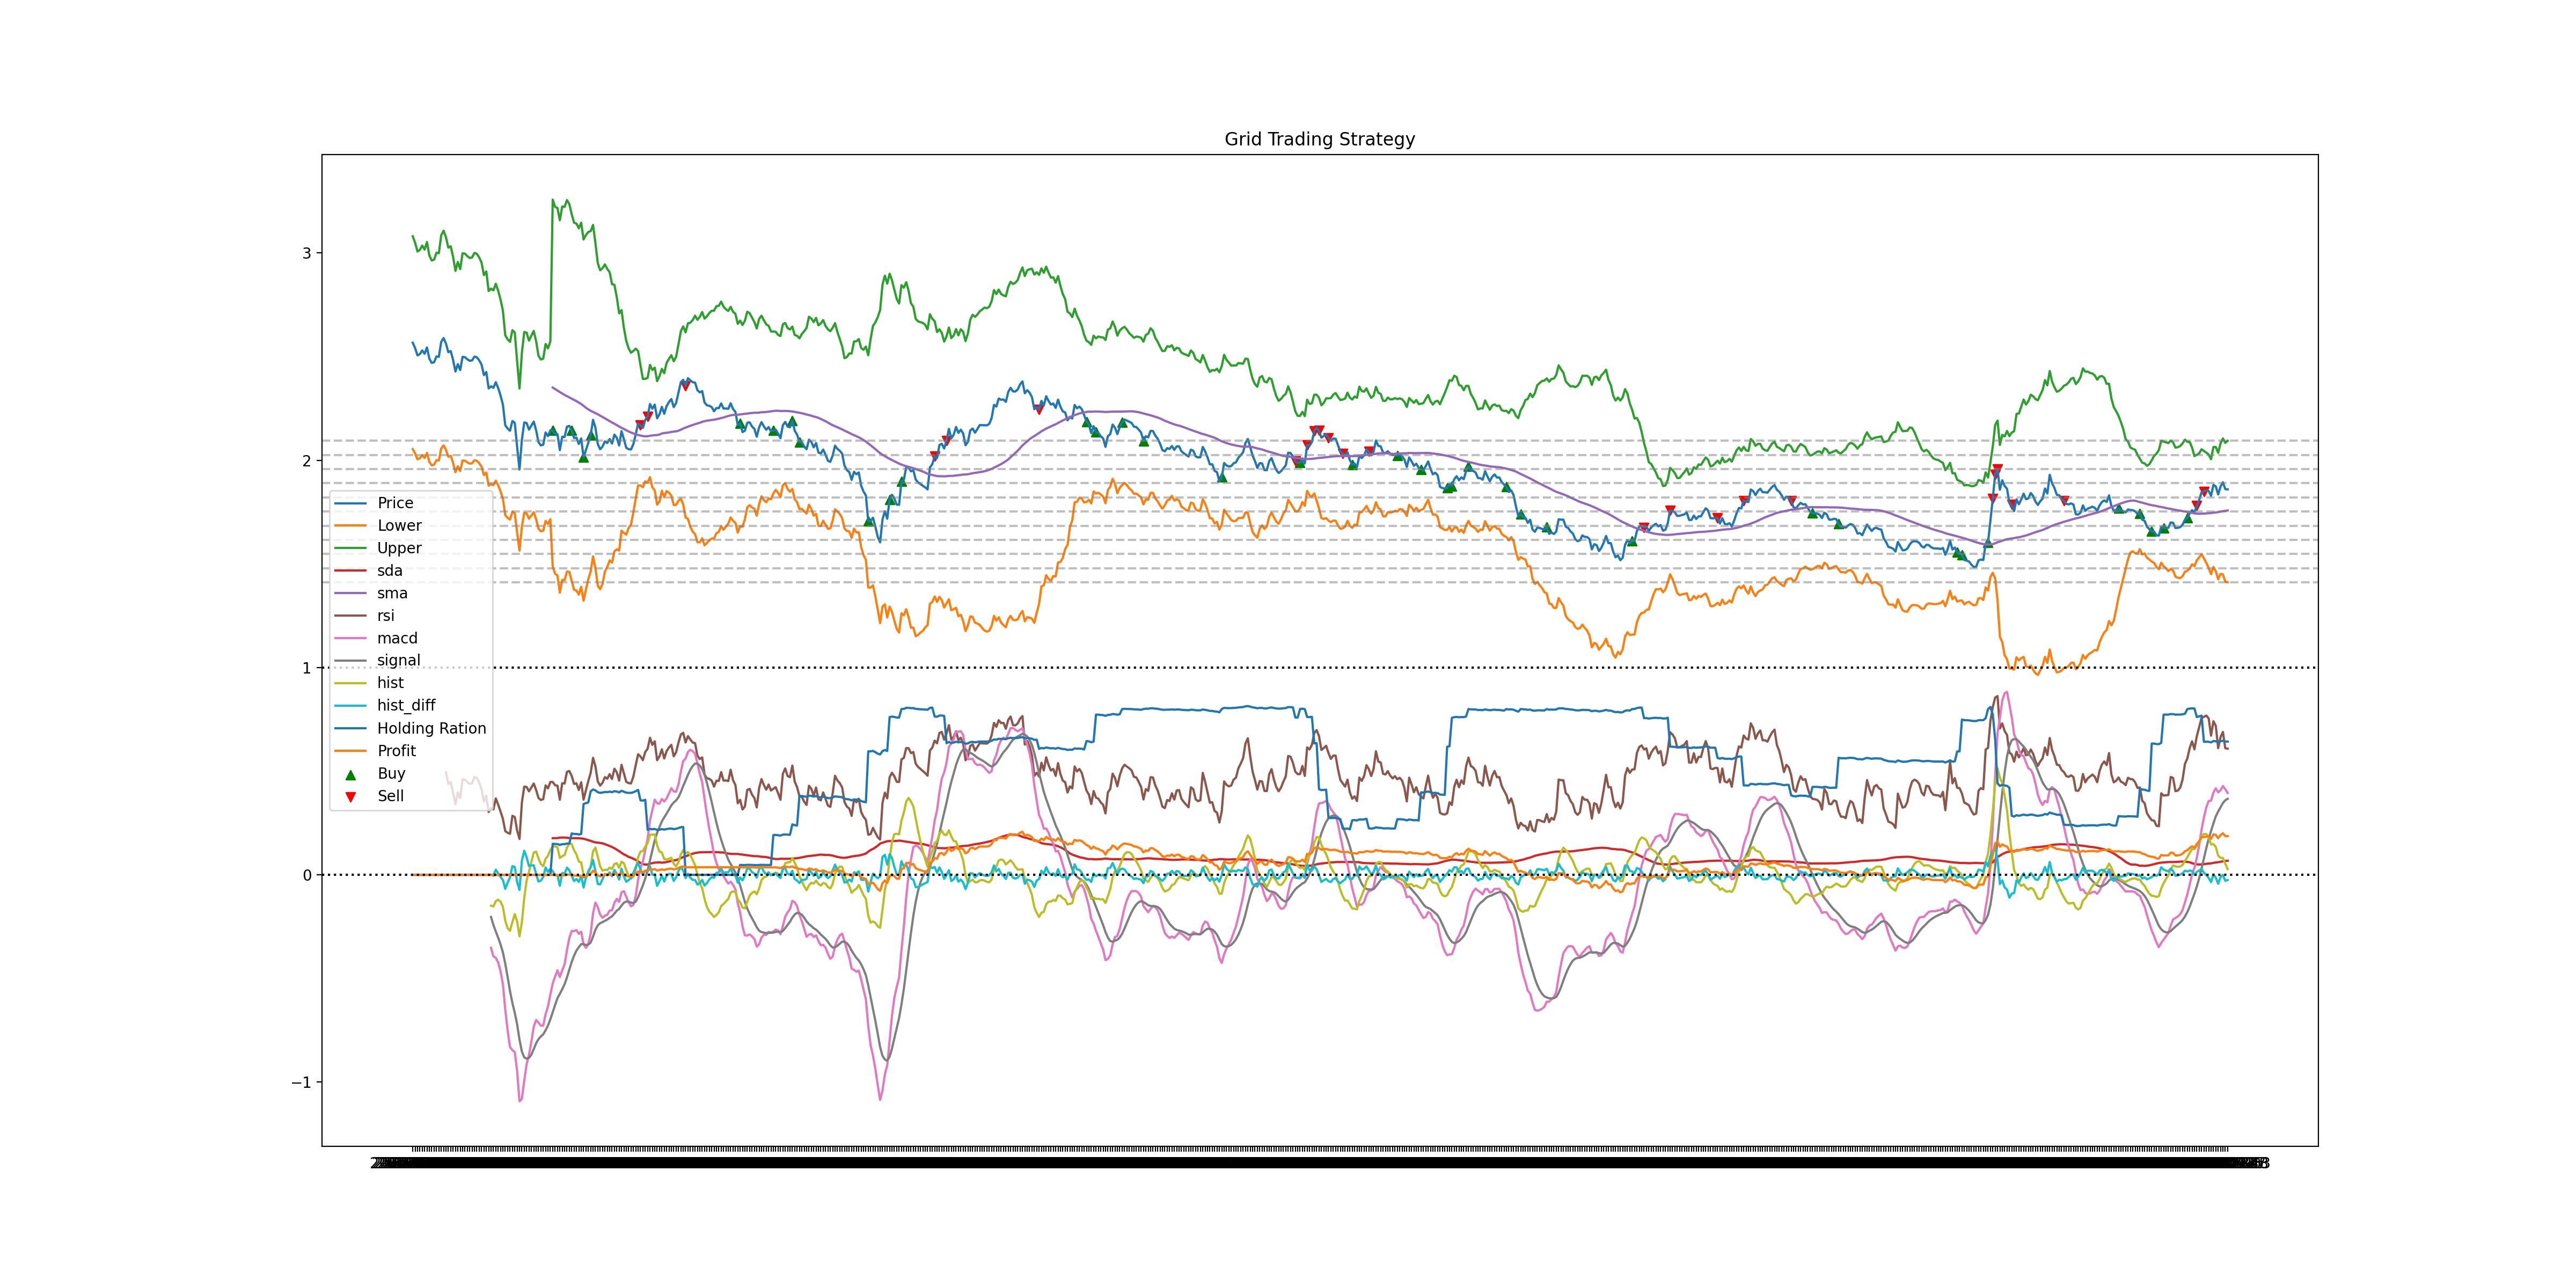 Grid Trading Strategy
3
2
1
0
−1
Price
Lower
Upper
sda
sma
rsi
macd
signal
hist
hist_diff
Holding Ration
Profit
Buy
Sell